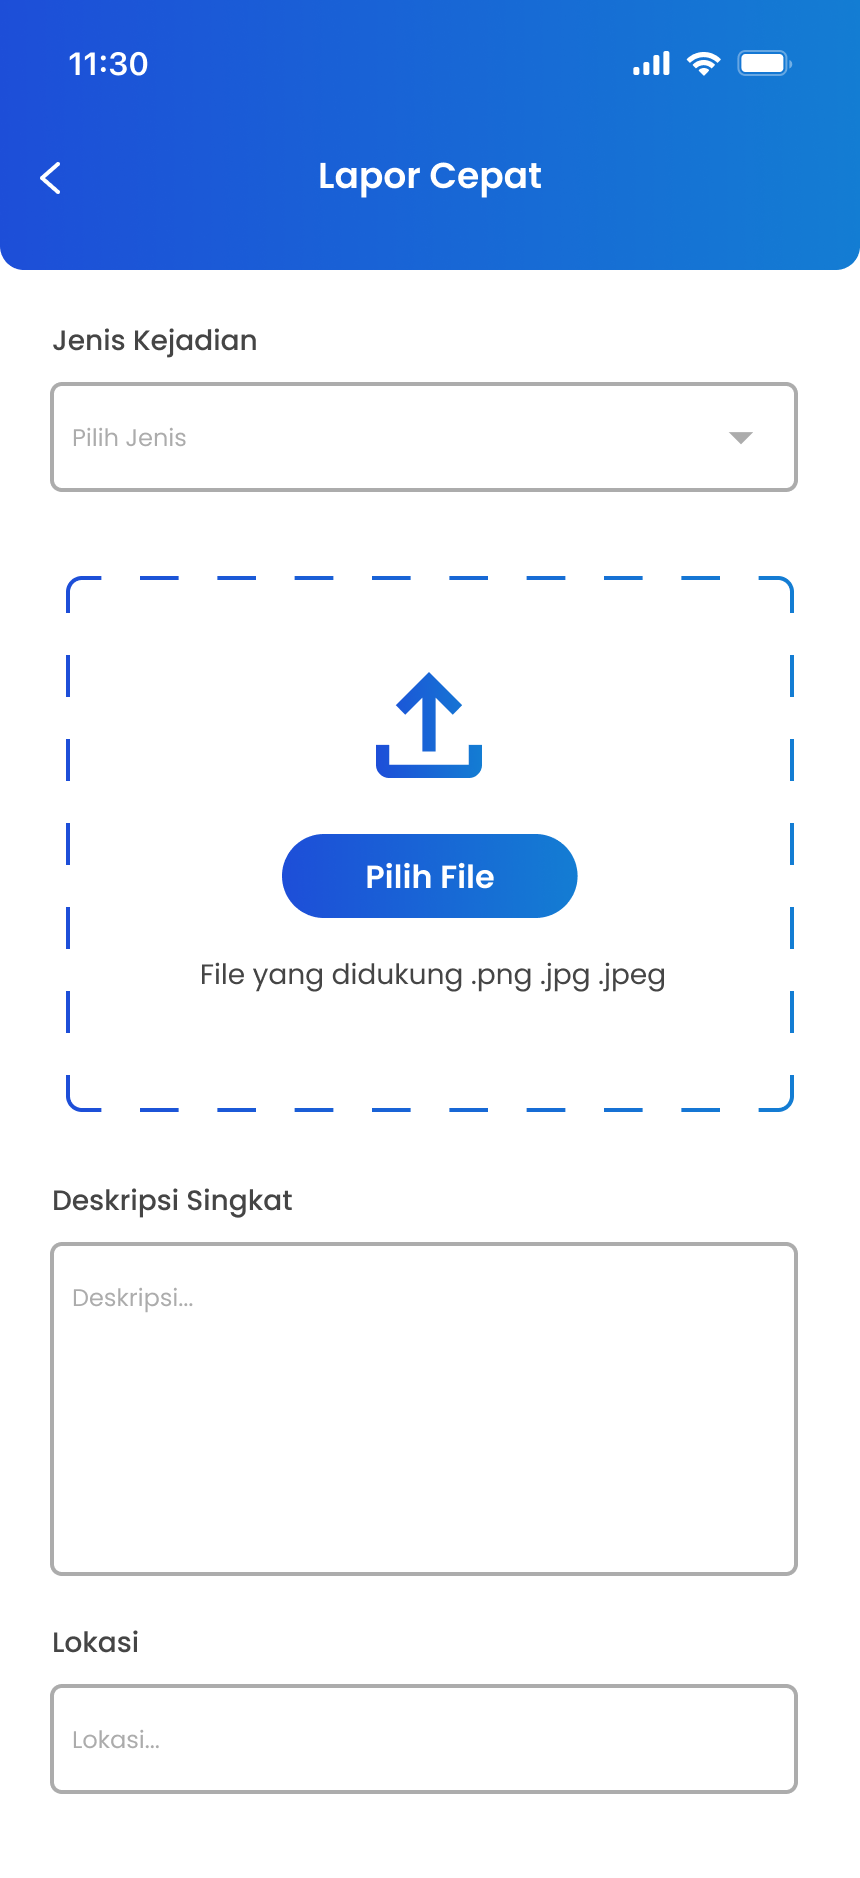 11:30
Lapor Cepat
Jenis Kejadian
Pilih Jenis
Pilih File
File yang didukung .png .jpg .jpeg
Deskripsi Singkat
Deskripsi...
Lokasi
Lokasi...